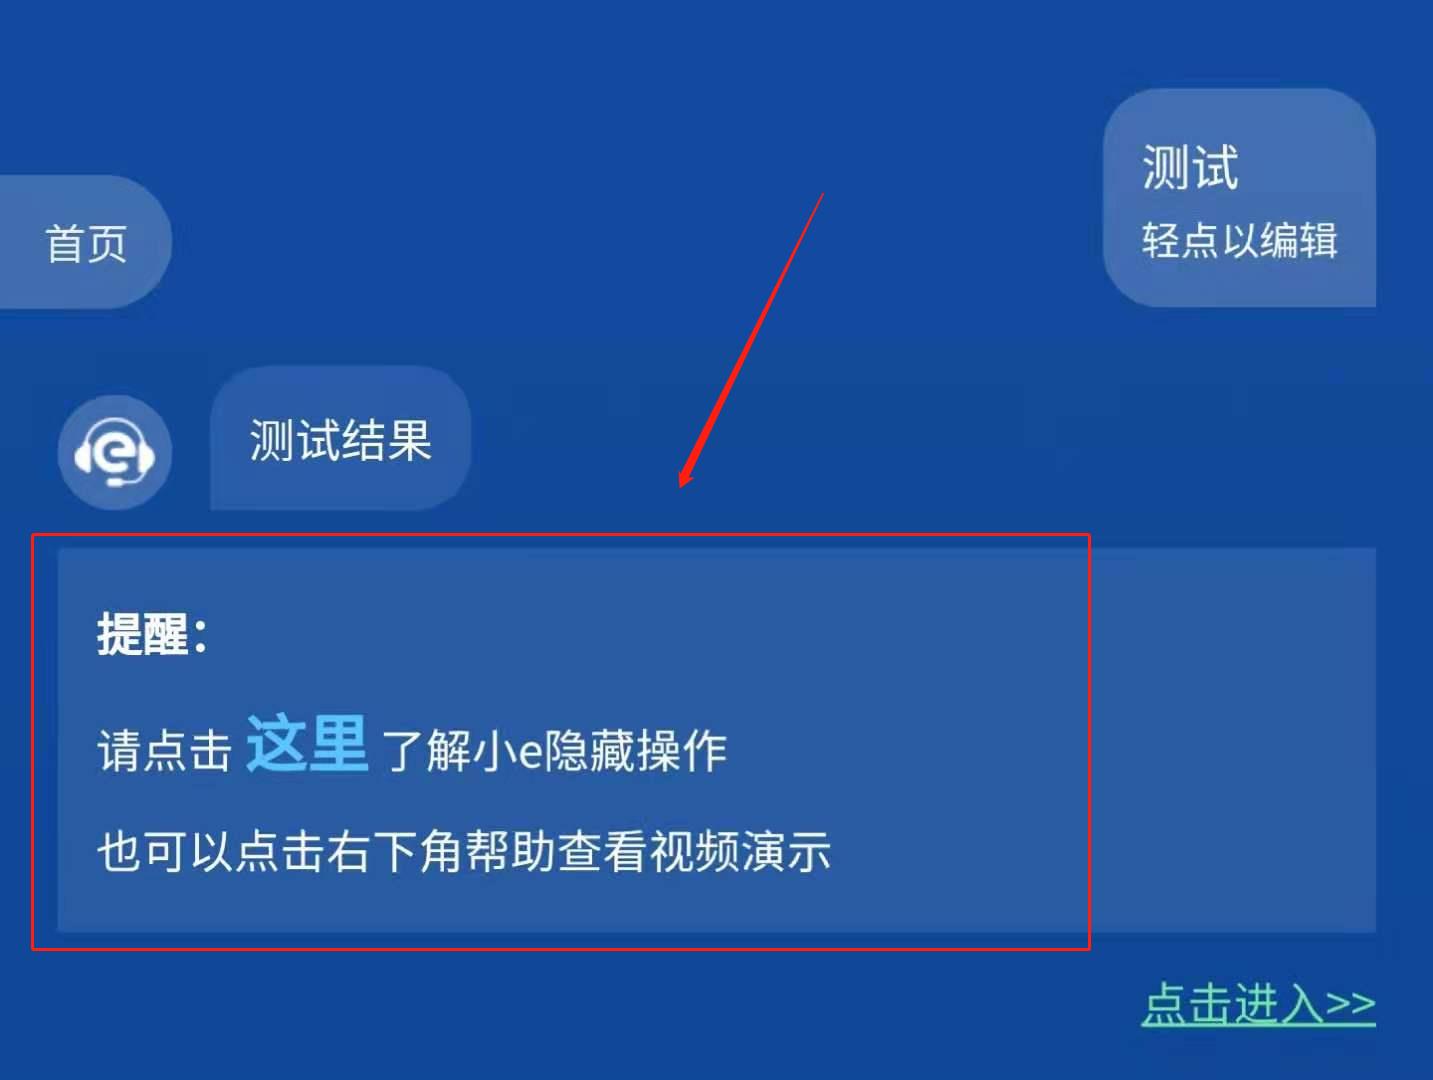 测试
轻点以编辑
首页
e
测试结果
提醒：
请点击 这里 了解小e隐藏操作
也可以点击右下角帮助查看视频演示
点击进入>>